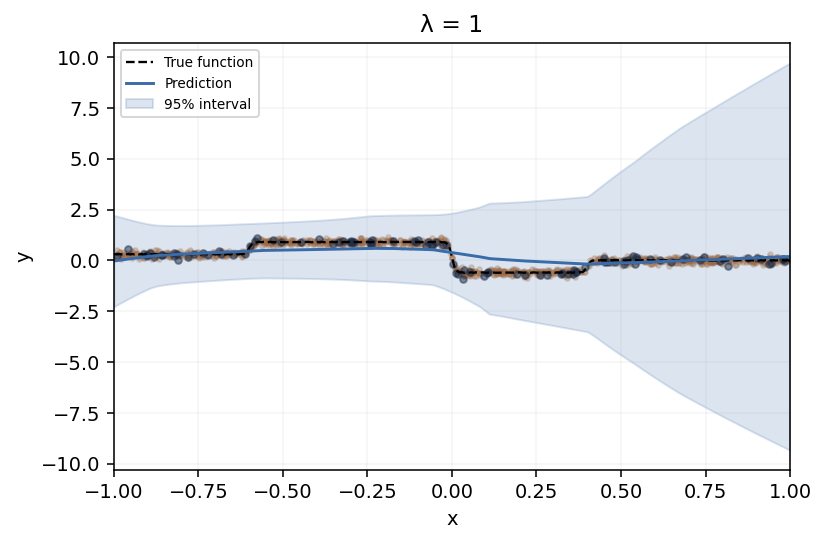 λ = 1
True function
Prediction
95% interval
10.0
7.5
5.0
2.5
0.0
−2.5
−5.0
−7.5
−10.0
y
−1.00 −0.75 −0.50 −0.25 0.00 0.25 0.50 0.75 1.00
x